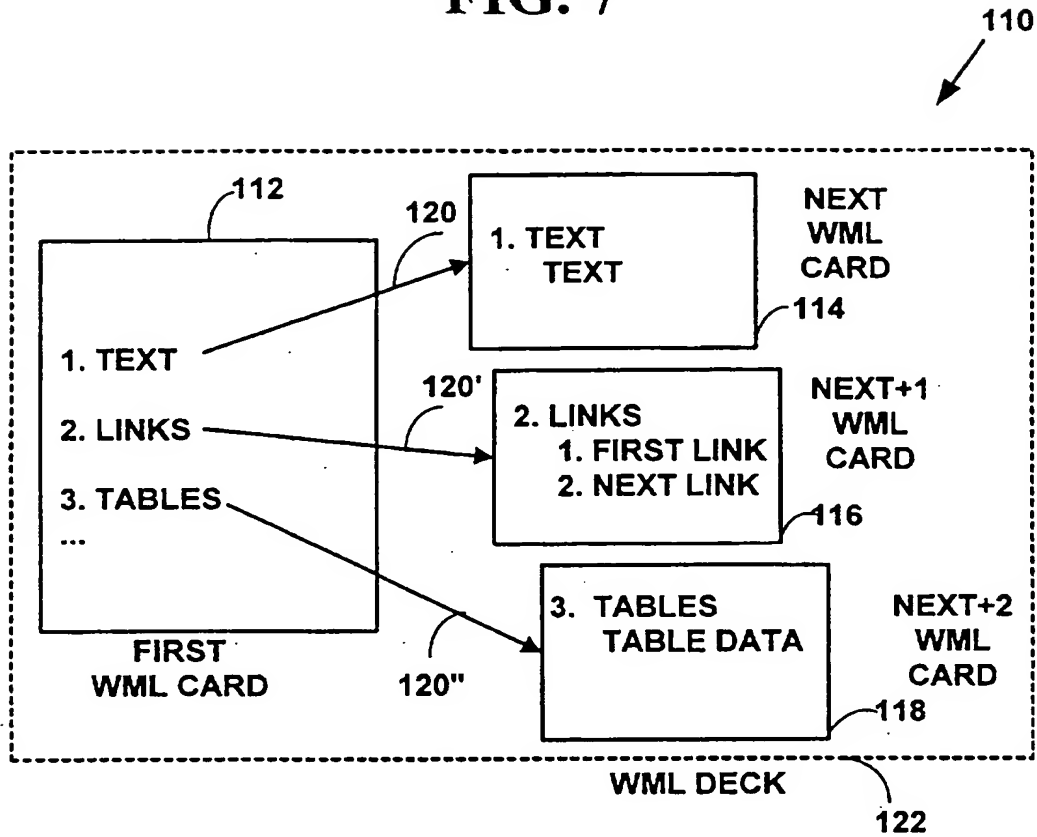 FIG. 7
110
112
120
1. TEXT
TEXT
NEXT
WML
CARD
114
1. TEXT
2. LINKS
3. TABLES
...
120'
2. LINKS
1. FIRST LINK
2. NEXT LINK
NEXT+1
WML
CARD
116
3. TABLES
TABLE DATA
NEXT+2
WML
CARD
118
FIRST
WML CARD
120"
WML DECK
122